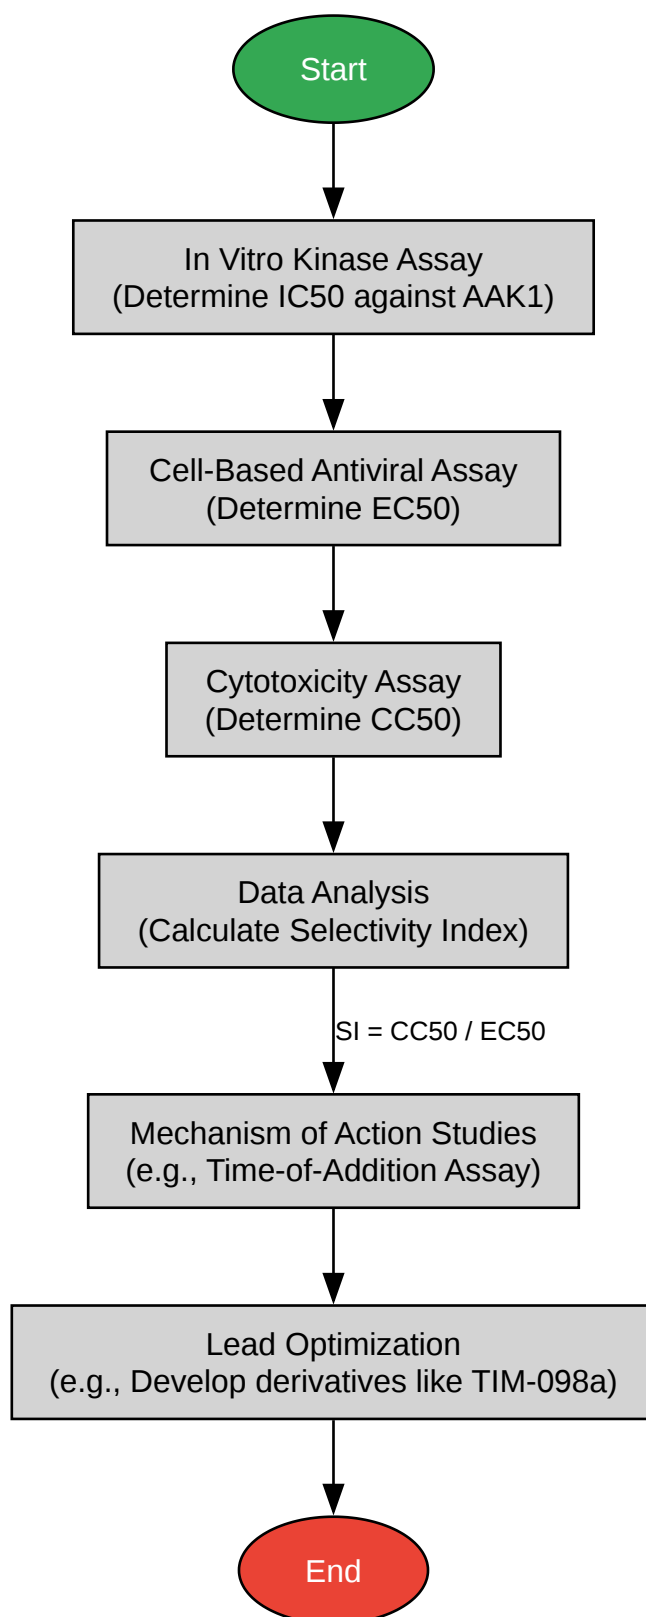 Start
In Vitro Kinase Assay
(Determine IC50 against AAK1)
Cell-Based Antiviral Assay
(Determine EC50)
Cytotoxicity Assay
(Determine CC50)
Data Analysis
(Calculate Selectivity Index)
SI = CC50 / EC50
Mechanism of Action Studies
(e.g., Time-of-Addition Assay)
Lead Optimization
(e.g., Develop derivatives like TIM-098a)
End